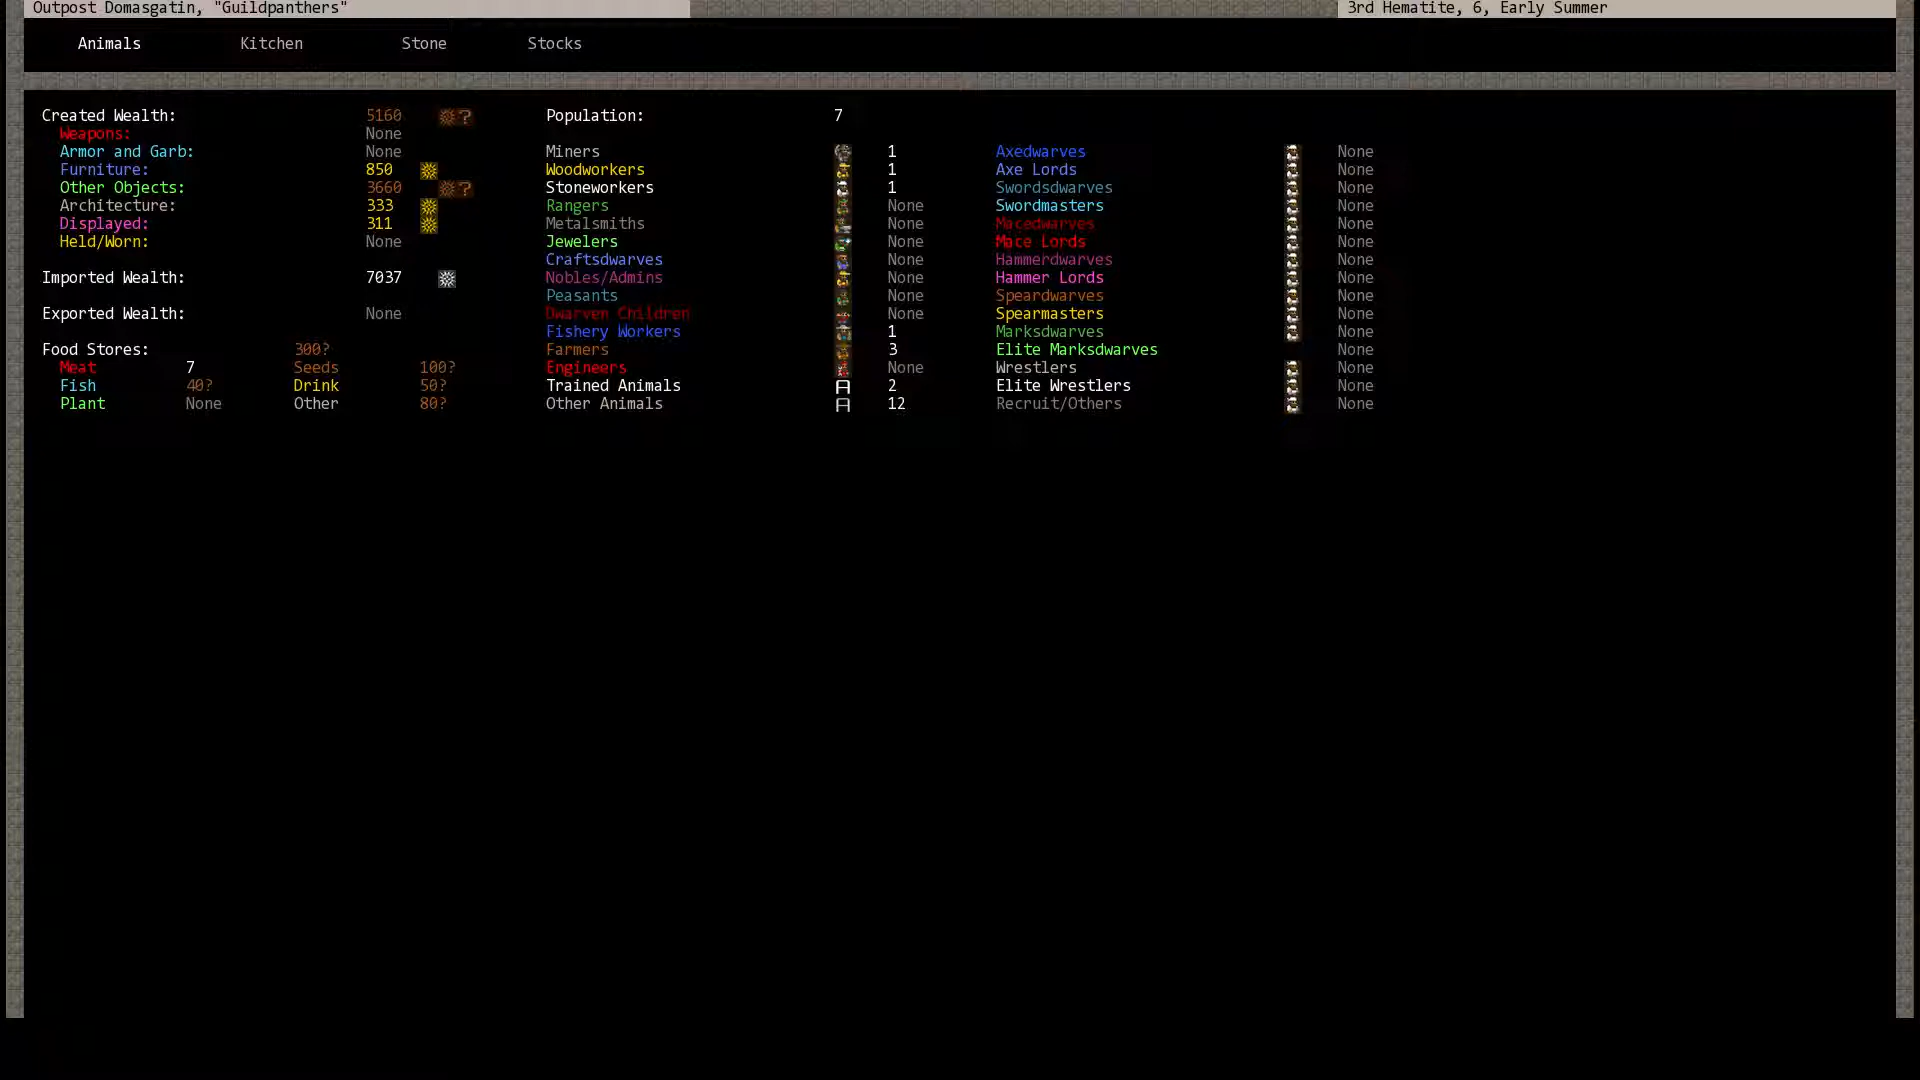 Outpost Domasgatin, "Guildpanthers" 3rd Hematite, 6, Early Summer
Animals Kitchen Stone Stocks
Created Wealth: 5160 ? Population: 7
Weapons: None
Armor and Garb: None Miners 1 Axedwarves None
Furniture: 850 Woodworkers 1 Axe Lords None
Other Objects: 3660 ? Stoneworkers 1 Swordsdwarves None
Architecture: 333 Rangers None Swordmasters None
Displayed: 311 Metalsmiths None Macedwarves None
Held/Worn: None Jewelers None Mace Lords None
Craftsdwarves None Hammerdwarves None
Imported Wealth: 7037 Nobles/Admins None Hammer Lords None
Peasants None Speardwarves None
Exported Wealth: None Dwarven Children None Spearmasters None
Fishery Workers 1 Marksdwarves None
Food Stores: 300? Farmers 3 Elite Marksdwarves None
Meat 7 Seeds 100? Engineers None Wrestlers None
Fish 40? Drink 50? Trained Animals 2 Elite Wrestlers None
Plant None Other 80? Other Animals 12 Recruit/Others None